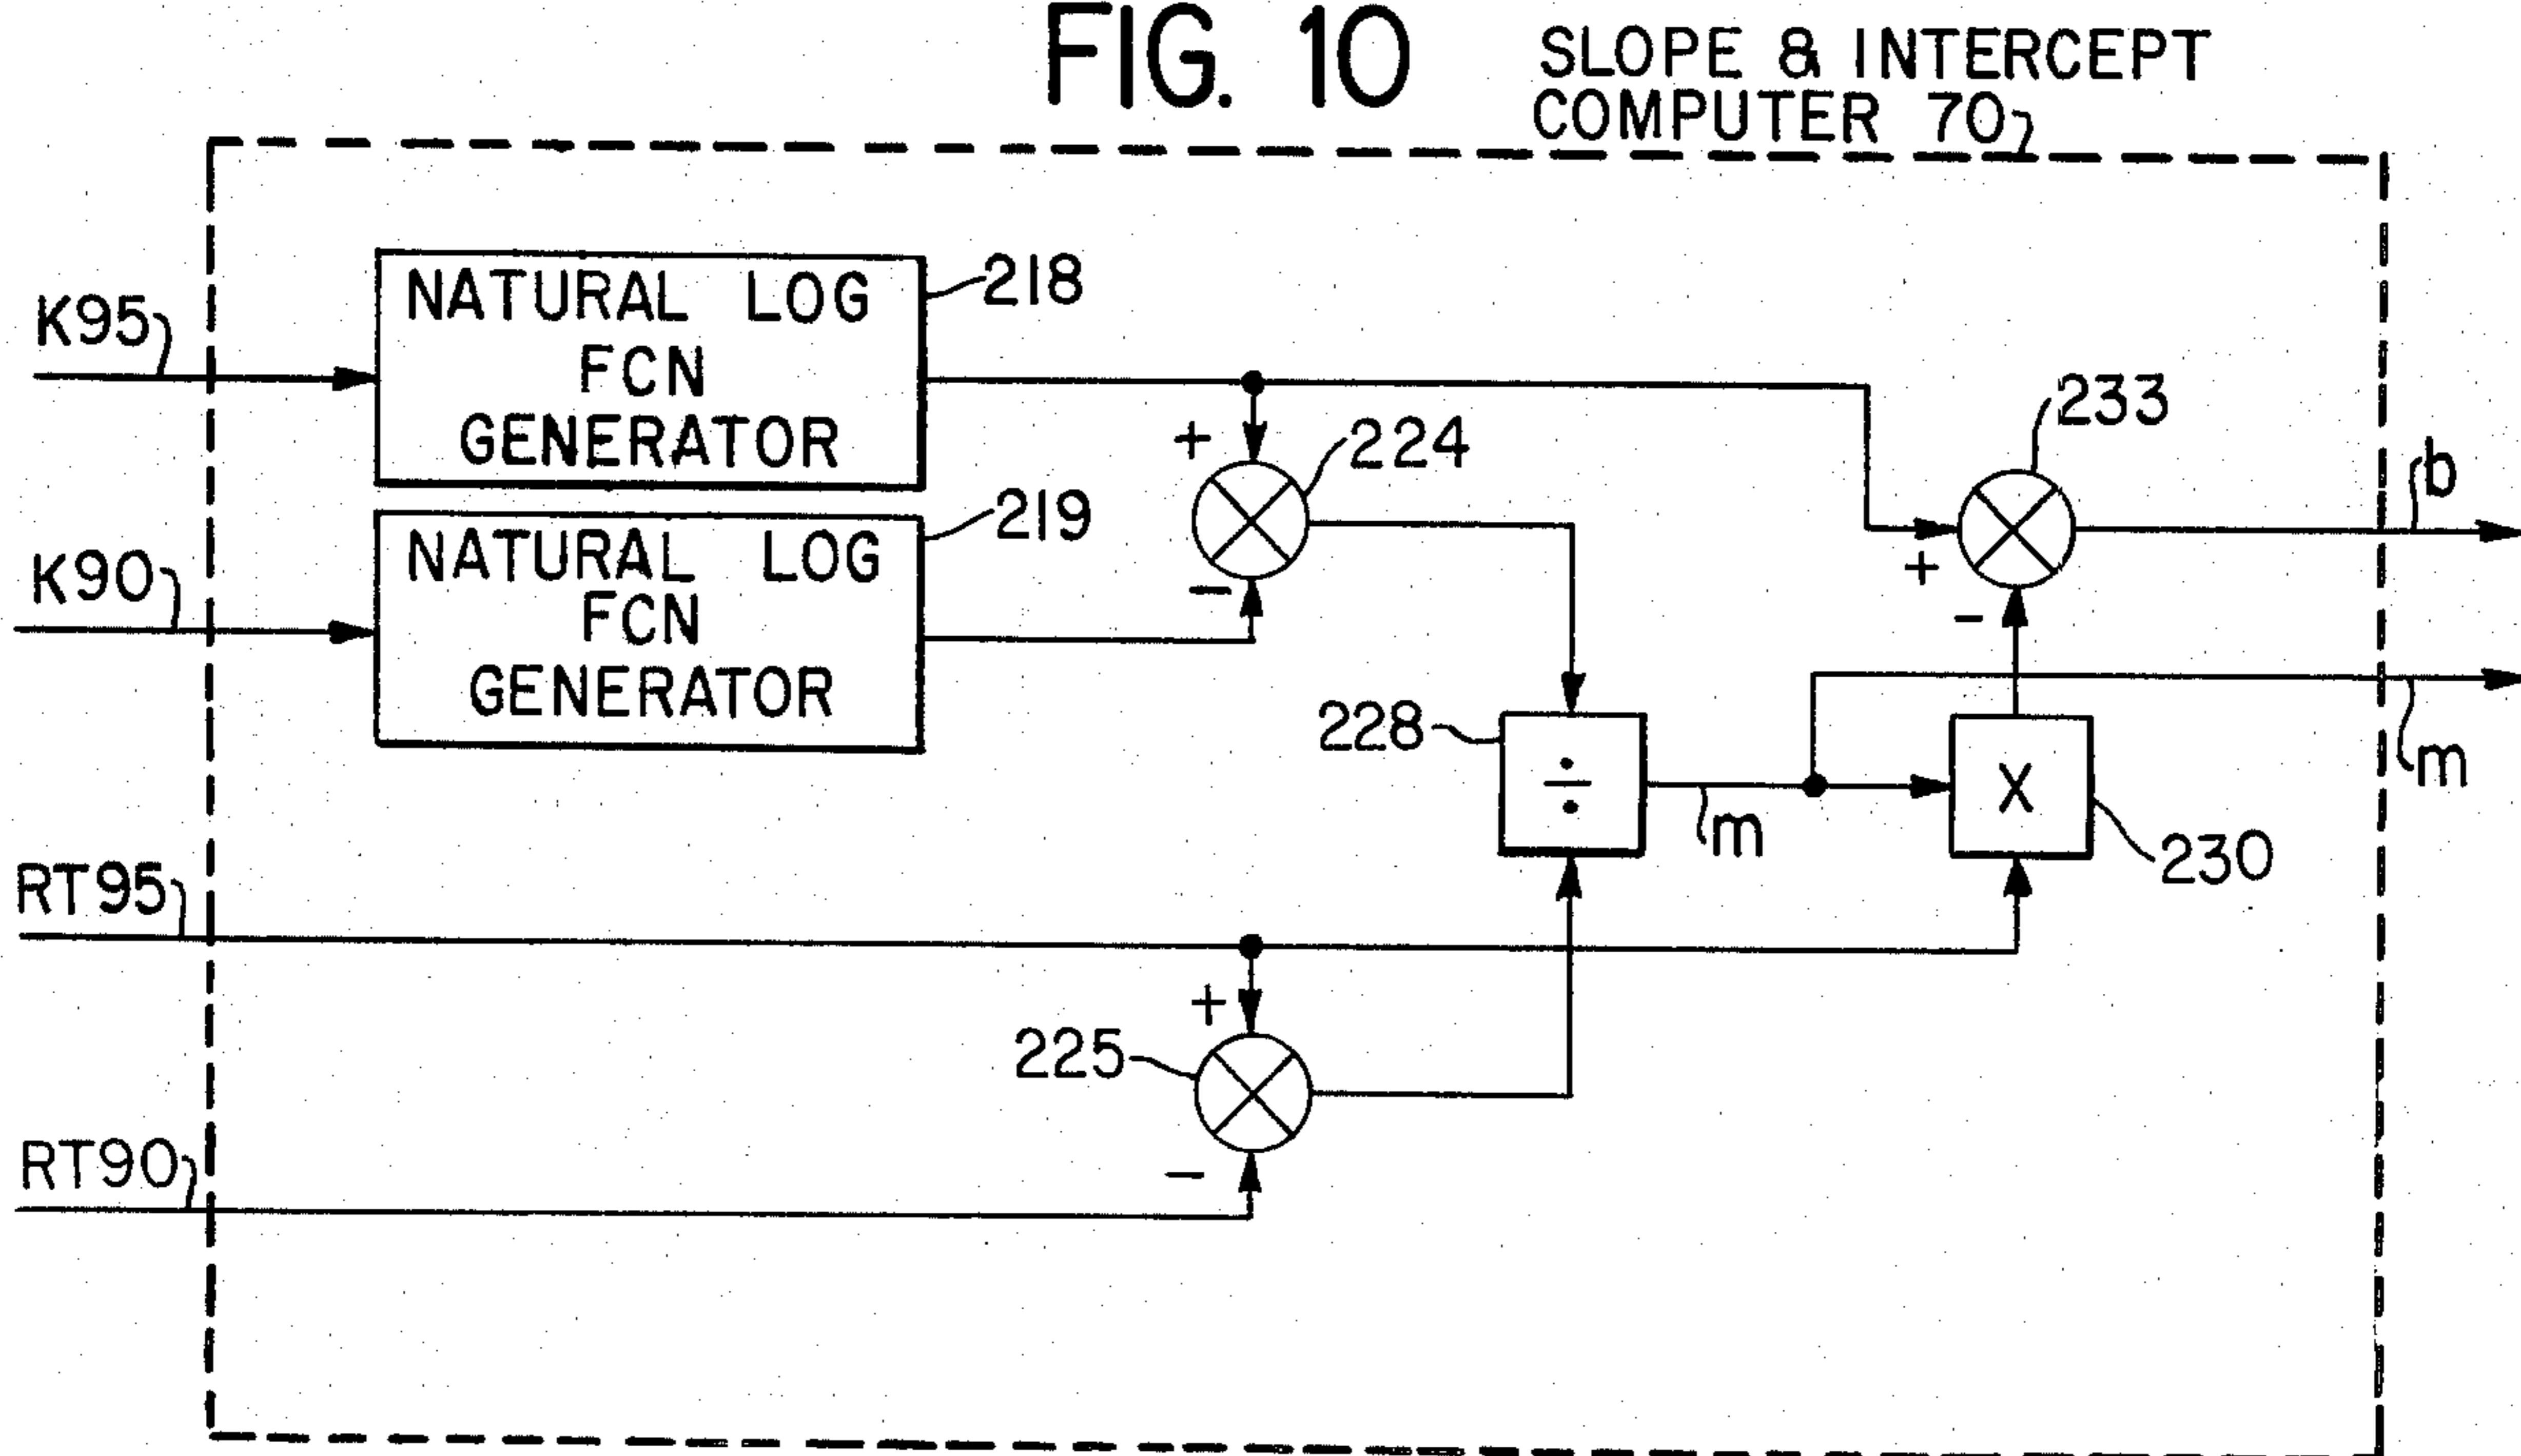 FIG. 10
SLOPE & INTERCEPT
COMPUTER 70
K95
NATURAL LOG
FCN
GENERATOR
218
K90
NATURAL LOG
FCN
GENERATOR
219
+
224
-
233
+
-
b
228
÷
m
X
230
m
RT95
+
225
-
RT90